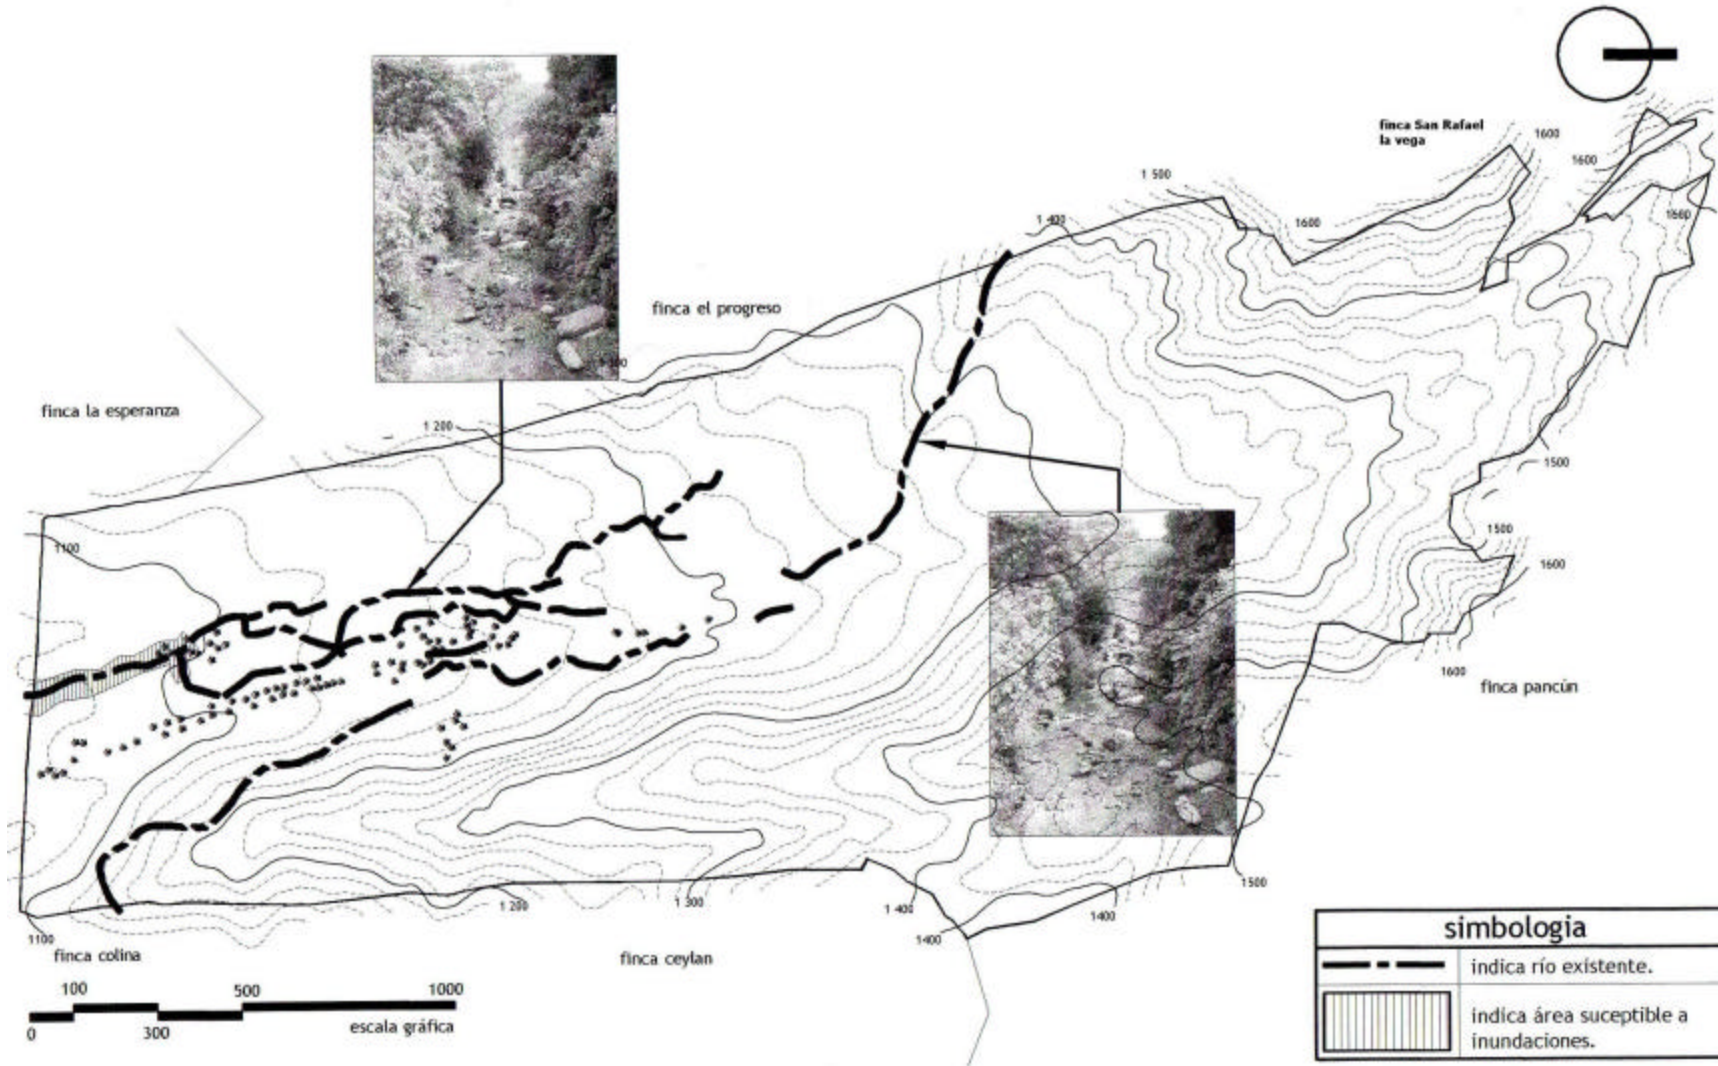 finca San Rafael
la vega
1600
1600
1 500
1600
1 400
1500
finca el progreso
finca la esperanza
1 200
1500
1100
1500
1600
1600
finca pancún
1500
1 200
1 300
1 400
1400
1400
1100
finca colina
finca ceylan
100
500
1000
0
300
escala gráfica
simbologia
indica río existente.
indica área suceptible a
inundaciones.